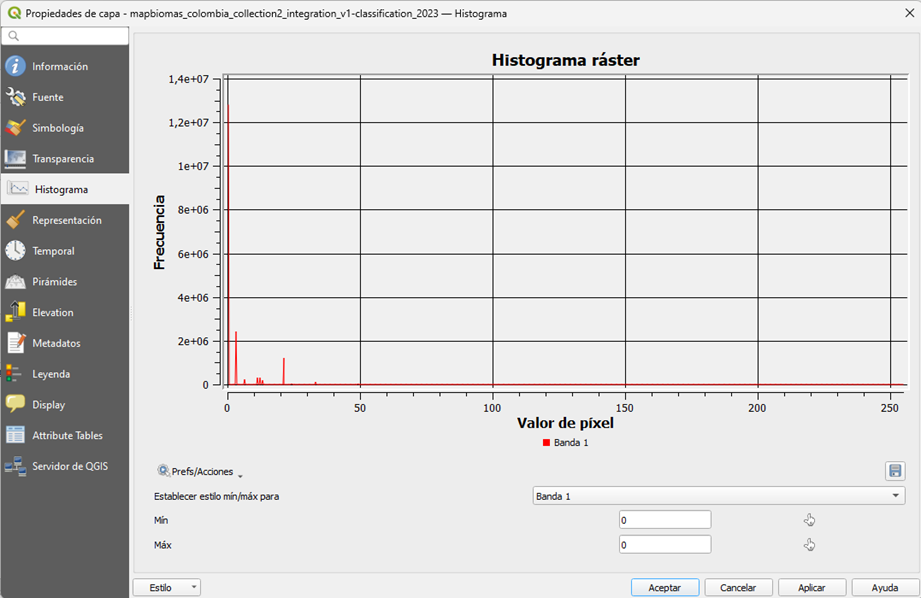 Propiedades de capa - mapbiomas_colombia_collection2_integration_v1-classification_2023 — Histograma
Información
Fuente
Simbología
Transparencia
Histograma
Representación
Temporal
Pirámides
Elevation
Metadatos
Leyenda
Display
Attribute Tables
Servidor de QGIS
Histograma ráster
1,4e+07
1,2e+07
1e+07
8e+06
6e+06
4e+06
2e+06
0
Frecuencia
0 50 100 150 200 250
Valor de píxel
Banda 1
Prefs/Acciones
Establecer estilo mín/máx para Banda 1
Mín 0
Máx 0
Estilo Aceptar Cancelar Aplicar Ayuda